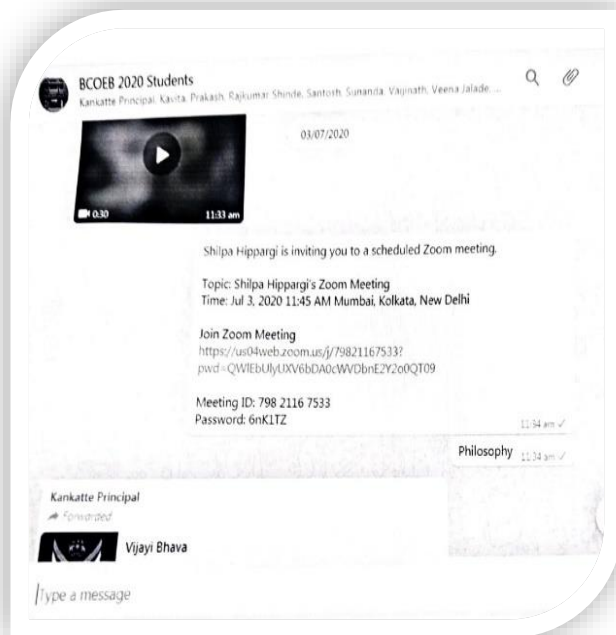 BCOEB 2020 Students
Kankatte Principal, Kavita, Prakash, Rajkumar Shinde, Santosh, Sunanda, Vaijinath, Veena Jalade, ...
03/07/2020
0:30 11:33 am
Shilpa Hippargi is inviting you to a scheduled Zoom meeting.
Topic: Shilpa Hippargi's Zoom Meeting
Time: Jul 3, 2020 11:45 AM Mumbai, Kolkata, New Delhi
Join Zoom Meeting
https://us04web.zoom.us/j/79821167533?
pwd=QWlEbUlyUXV6bDA0cWVDbnE2Y2o0QT09
Meeting ID: 798 2116 7533
Password: 6nK1TZ
11:34 am
Philosophy 11:34 am
Kankatte Principal
Forwarded
Vijayi Bhava
Type a message